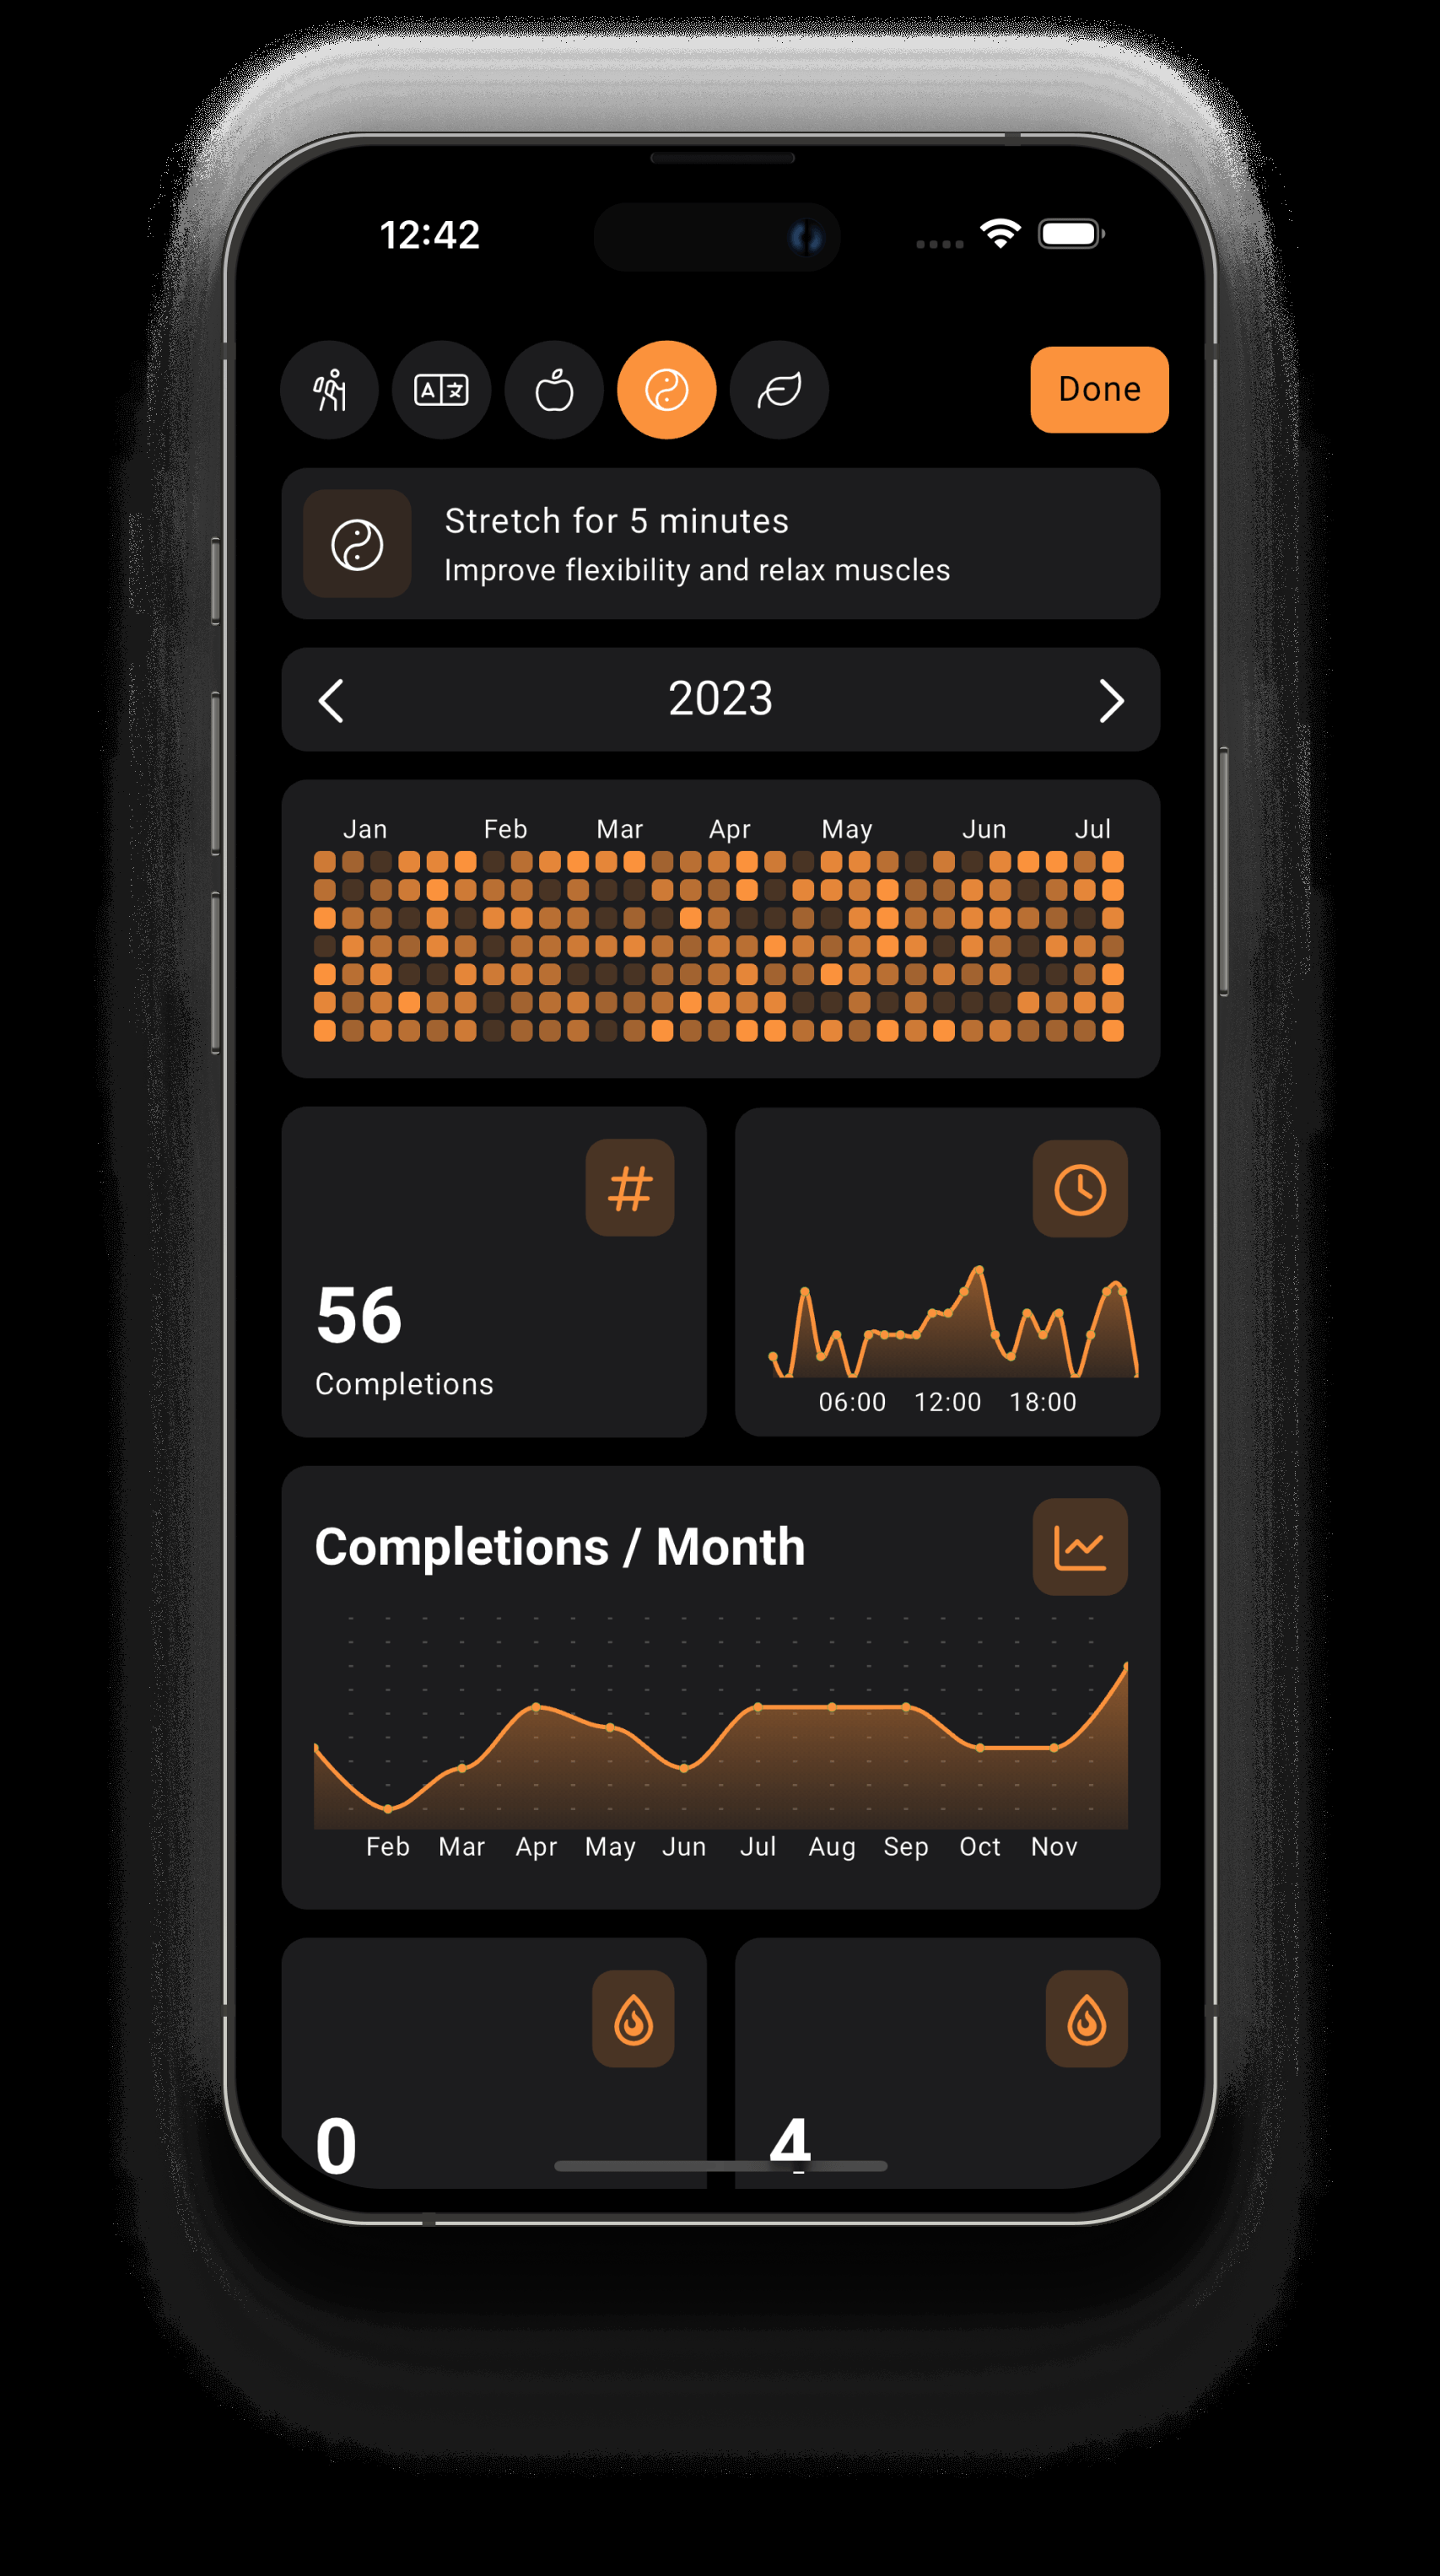 12:42
Done
Stretch for 5 minutes
Improve flexibility and relax muscles
2023
Jan Feb Mar Apr May Jun Jul
56
Completions
06:00 12:00 18:00
Completions / Month
Feb Mar Apr May Jun Jul Aug Sep Oct Nov
0
4